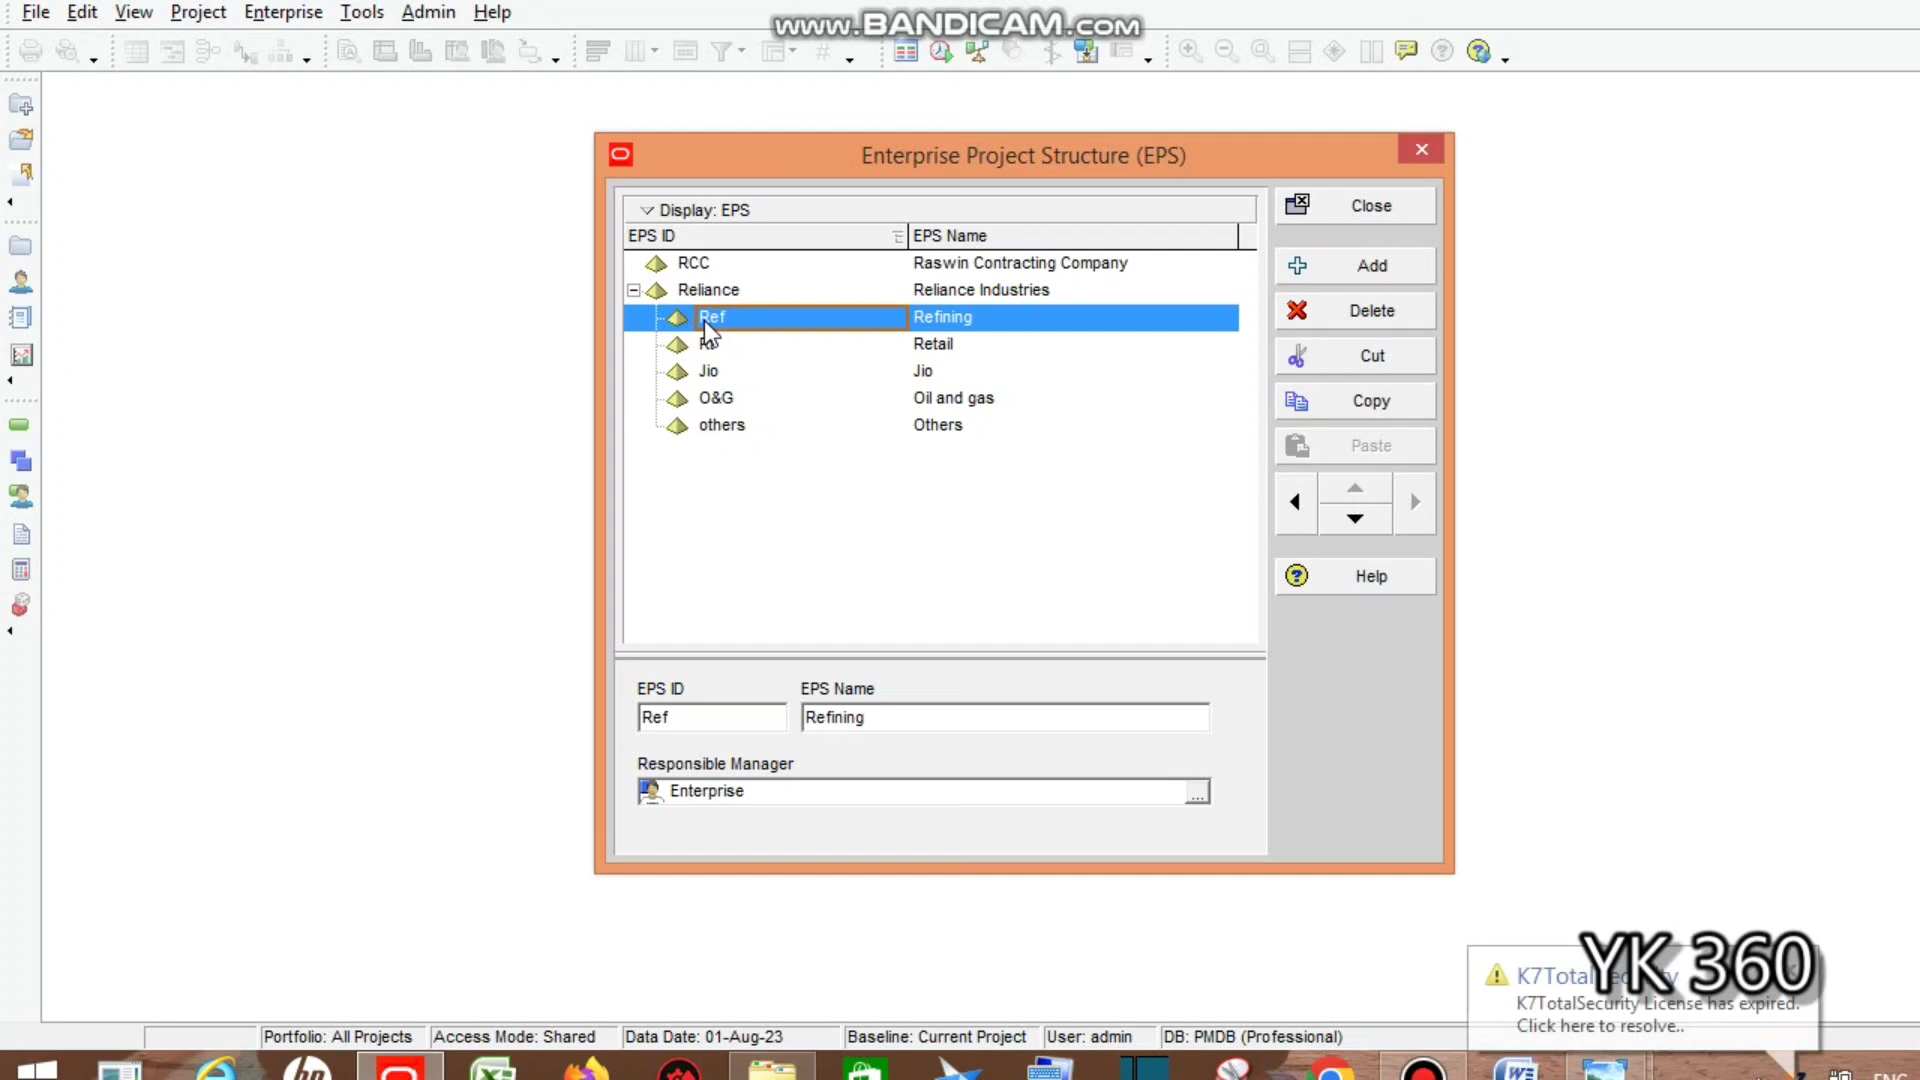 File Edit View Project Enterprise Tools Admin Help
www.BANDICAM.com
Enterprise Project Structure (EPS)
Display: EPS
EPS ID EPS Name
RCC Raswin Contracting Company
Reliance Reliance Industries
Ref Refining
Retail
Jio Jio
O&G Oil and gas
others Others
Close
Add
Delete
Cut
Copy
Paste
Help
EPS ID EPS Name
Ref Refining
Responsible Manager
Enterprise
...
YK 360
K7TotalSecurity License has expired.
Click here to resolve..
Portfolio: All Projects Access Mode: Shared Data Date: 01-Aug-23 Baseline: Current Project User: admin DB: PMDB (Professional)